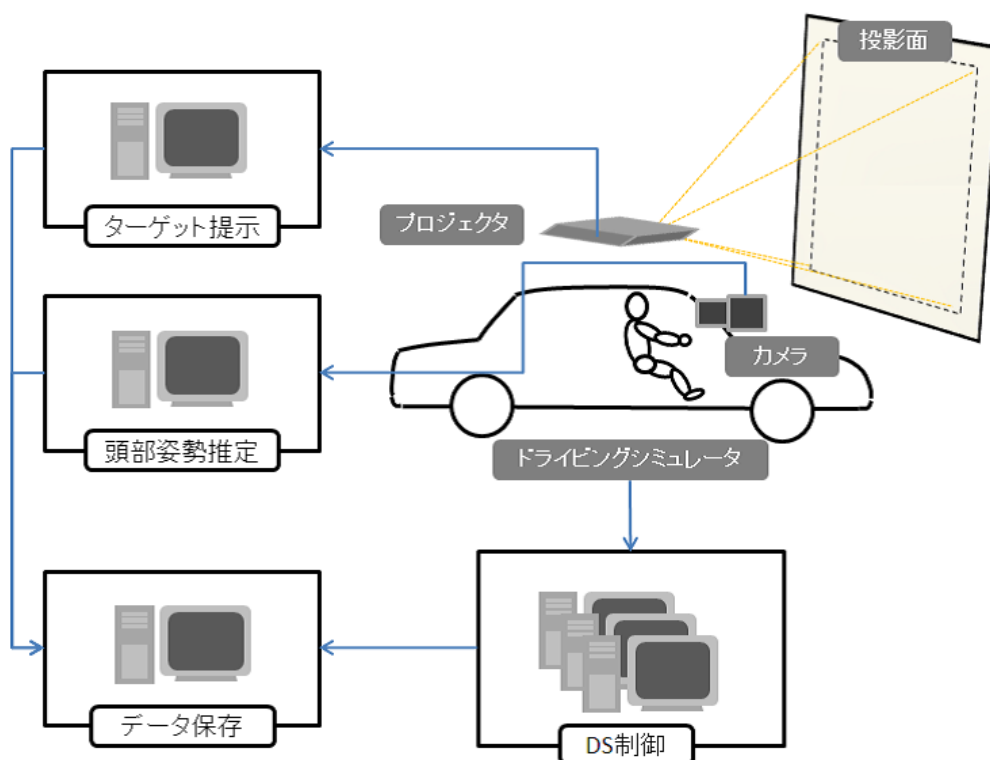 投影面
ターゲット提示
プロジェクタ
カメラ
頭部姿勢推定
ドライビングシミュレータ
データ保存
DS制御